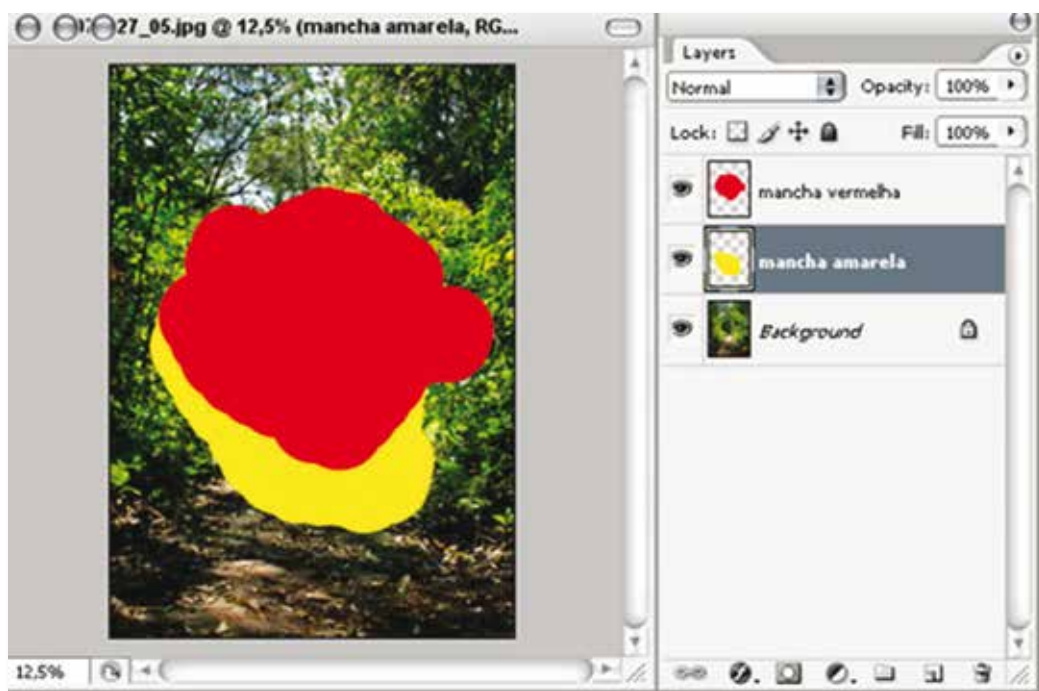 27_05.jpg @ 12,5% (mancha amarela, RG...
12,5%
Layers
Normal
Opacity: 100%
Lock:
Fill: 100%
mancha vermelha
mancha amarela
Background